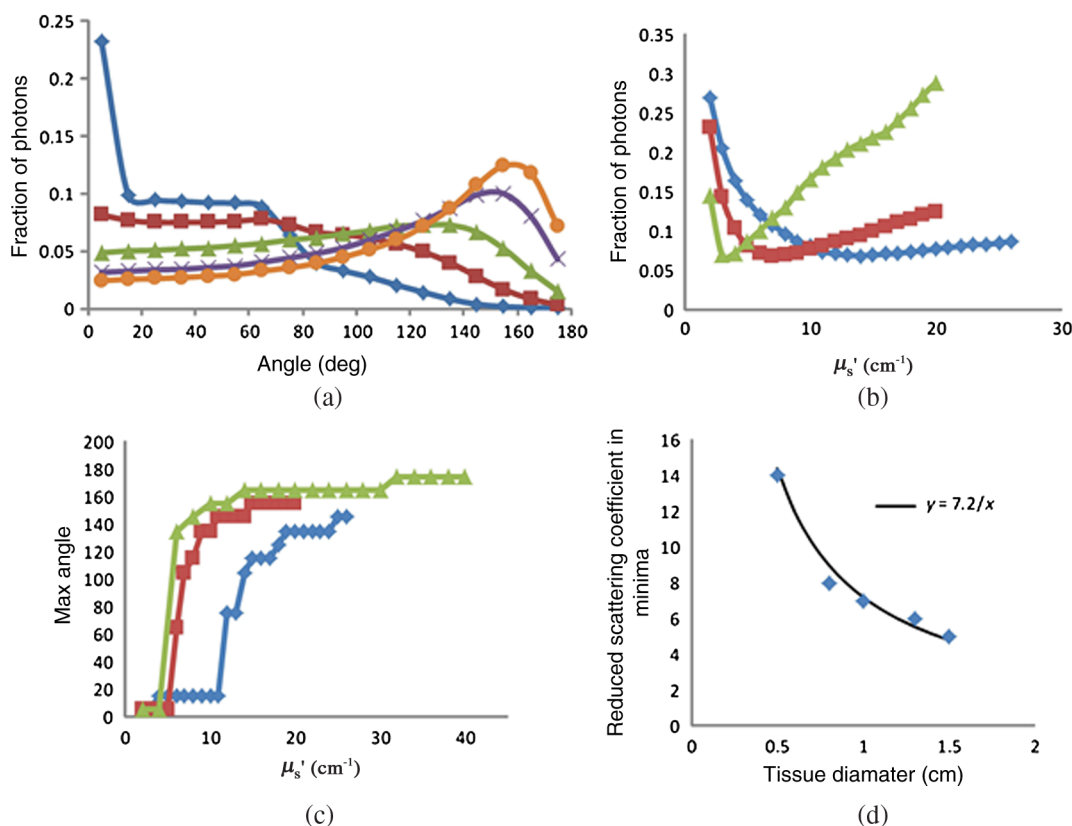 0.25
0.2
0.15
0.1
0.05
0
Fraction of photons
0 20 40 60 80 100 120 140 160 180
Angle (deg)
(a)
0.35
0.3
0.25
0.2
0.15
0.1
0.05
0
Fraction of photons
0 10 20 30
μs' (cm-1)
(b)
200
180
160
140
120
100
80
60
40
20
0
Max angle
0 10 20 30 40
μs' (cm-1)
(c)
16
14
12
10
8
6
4
2
0
Reduced scattering coefficient in
minima
y = 7.2/x
0 0.5 1 1.5 2
Tissue diamater (cm)
(d)